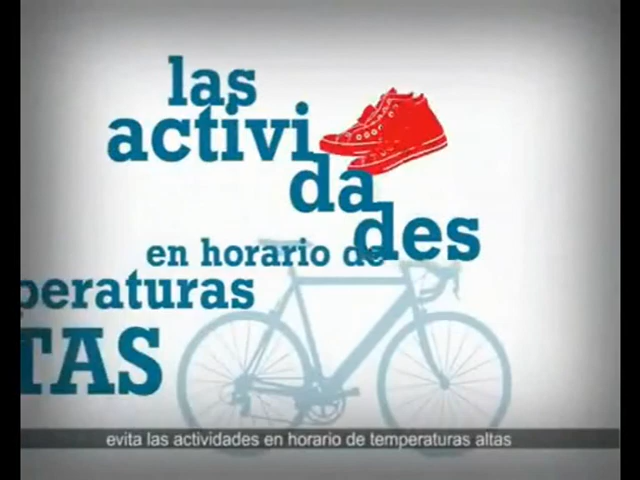 las
activi
da
des
en horario de
peraturas
TAS
evita las actividades en horario de temperaturas altas